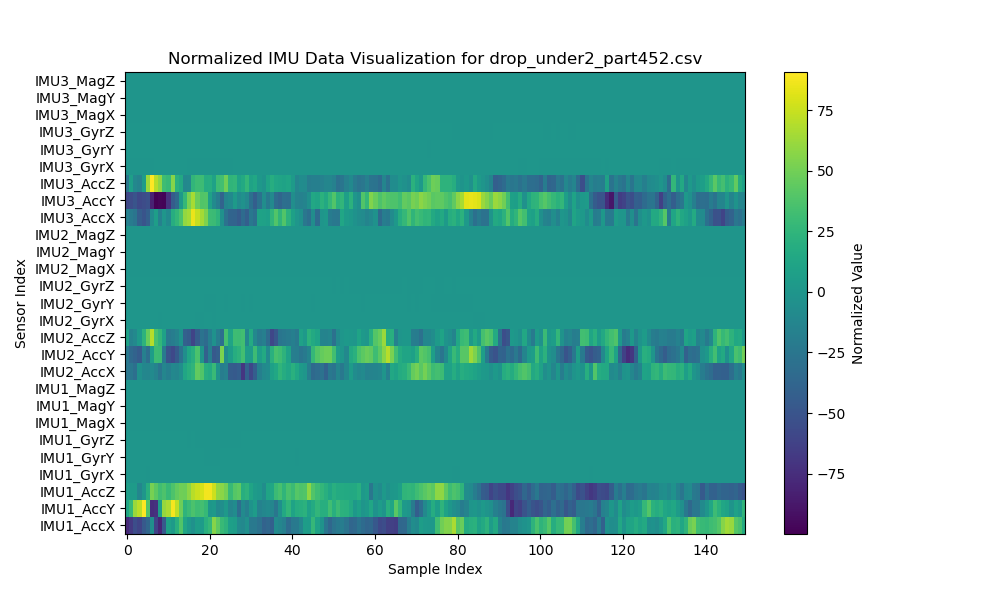 Normalized IMU Data Visualization for drop_under2_part452.csv
IMU3_MagZ
IMU3_MagY
IMU3_MagX
IMU3_GyrZ
IMU3_GyrY
IMU3_GyrX
IMU3_AccZ
IMU3_AccY
IMU3_AccX
IMU2_MagZ
IMU2_MagY
IMU2_MagX
IMU2_GyrZ
IMU2_GyrY
IMU2_GyrX
IMU2_AccZ
IMU2_AccY
IMU2_AccX
IMU1_MagZ
IMU1_MagY
IMU1_MagX
IMU1_GyrZ
IMU1_GyrY
IMU1_GyrX
IMU1_AccZ
IMU1_AccY
IMU1_AccX
Sensor Index
0 20 40 60 80 100 120 140
Sample Index
75
50
25
0
−25
−50
−75
Normalized Value